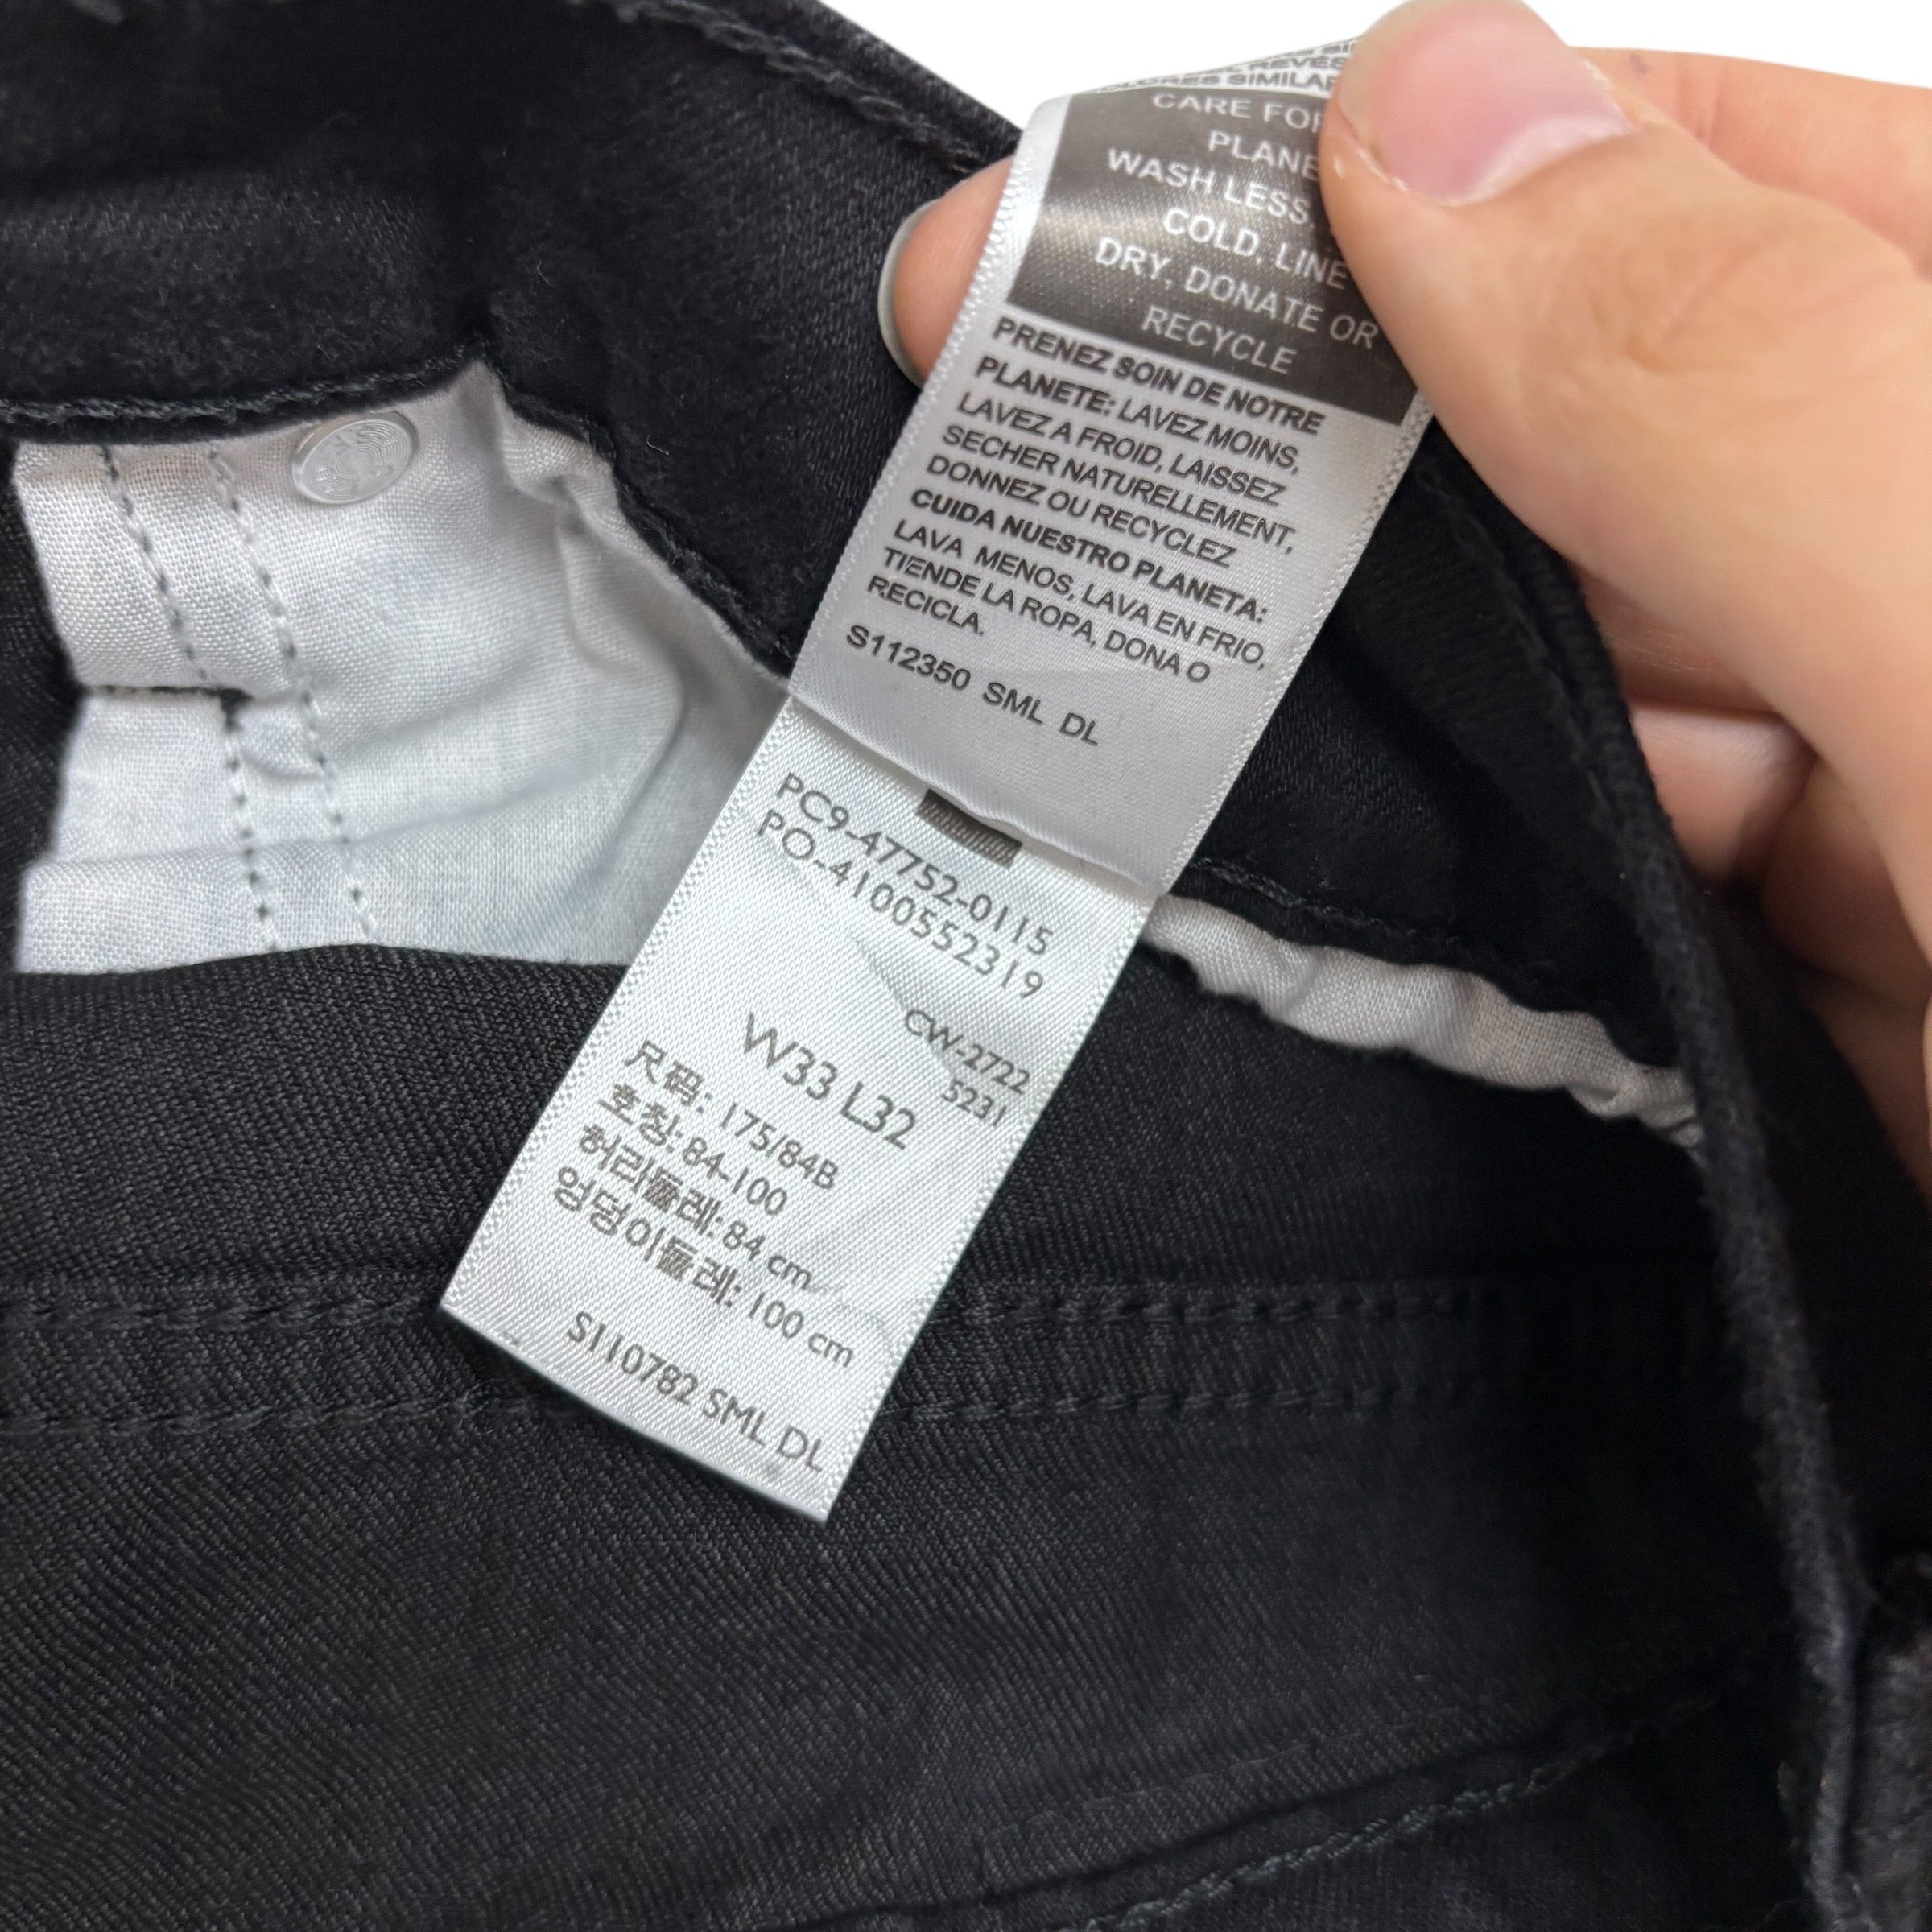 REVES
SIMILAR
CARE FOR
PLANE
WASH LESS,
COLD, LINE
DRY, DONATE OR
RECYCLE
PRENEZ SOIN DE NOTRE
PLANETE: LAVEZ MOINS,
LAVEZ A FROID, LAISSEZ
SECHER NATURELLEMENT,
DONNEZ OU RECYCLEZ
CUIDA NUESTRO PLANETA:
LAVA MENOS, LAVA EN FRIO,
TIENDE LA ROPA, DONA O
RECICLA.
S112350 SML DL
PC9-47752-0115
PO-4100552319
CW-2722
5231
W33 L32
尺码: 175/84B
호칭: 84-100
허리둘레: 84 cm
엉덩이둘레: 100 cm
S110782 SML DL